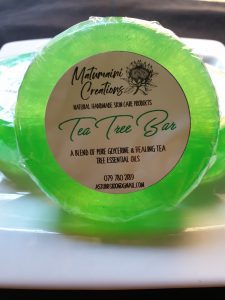 Matumaini
Creations
NATURAL HANDMADE SKIN CARE PRODUCTS
Tea Tree Bar
A BLEND OF PURE GLYCERINE & HEALING TEA
TREE ESSENTIAL OILS